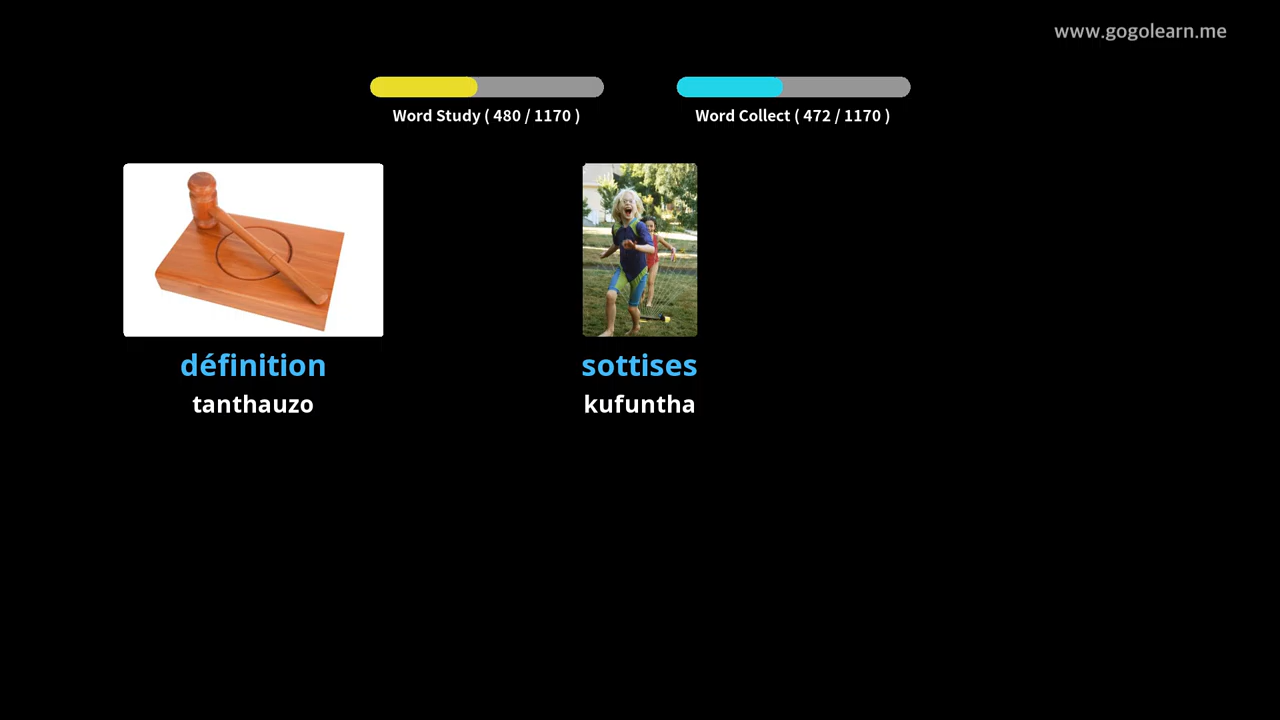 www.gogolearn.me
Word Study ( 480 / 1170 )
Word Collect ( 472 / 1170 )
définition
sottises
tanthauzo
kufuntha